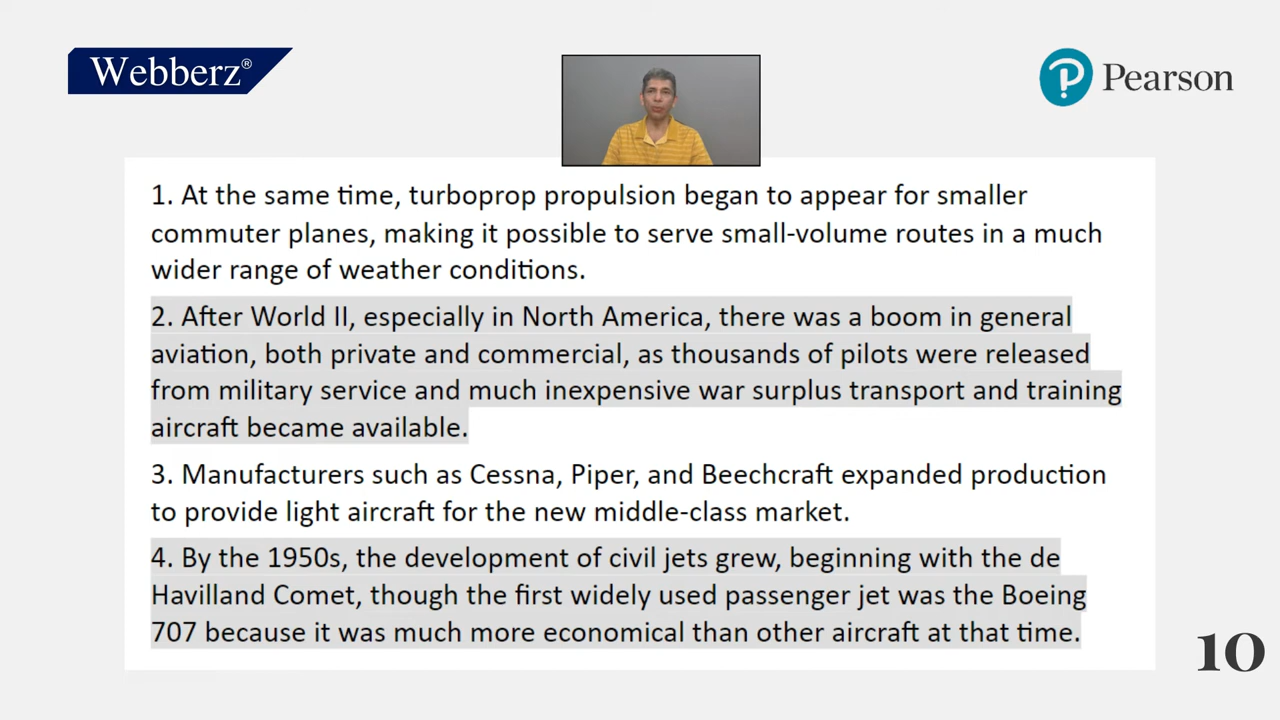 Webberz®
Pearson
1. At the same time, turboprop propulsion began to appear for smaller
commuter planes, making it possible to serve small-volume routes in a much
wider range of weather conditions.
2. After World II, especially in North America, there was a boom in general
aviation, both private and commercial, as thousands of pilots were released
from military service and much inexpensive war surplus transport and training
aircraft became available.
3. Manufacturers such as Cessna, Piper, and Beechcraft expanded production
to provide light aircraft for the new middle-class market.
4. By the 1950s, the development of civil jets grew, beginning with the de
Havilland Comet, though the first widely used passenger jet was the Boeing
707 because it was much more economical than other aircraft at that time.
10